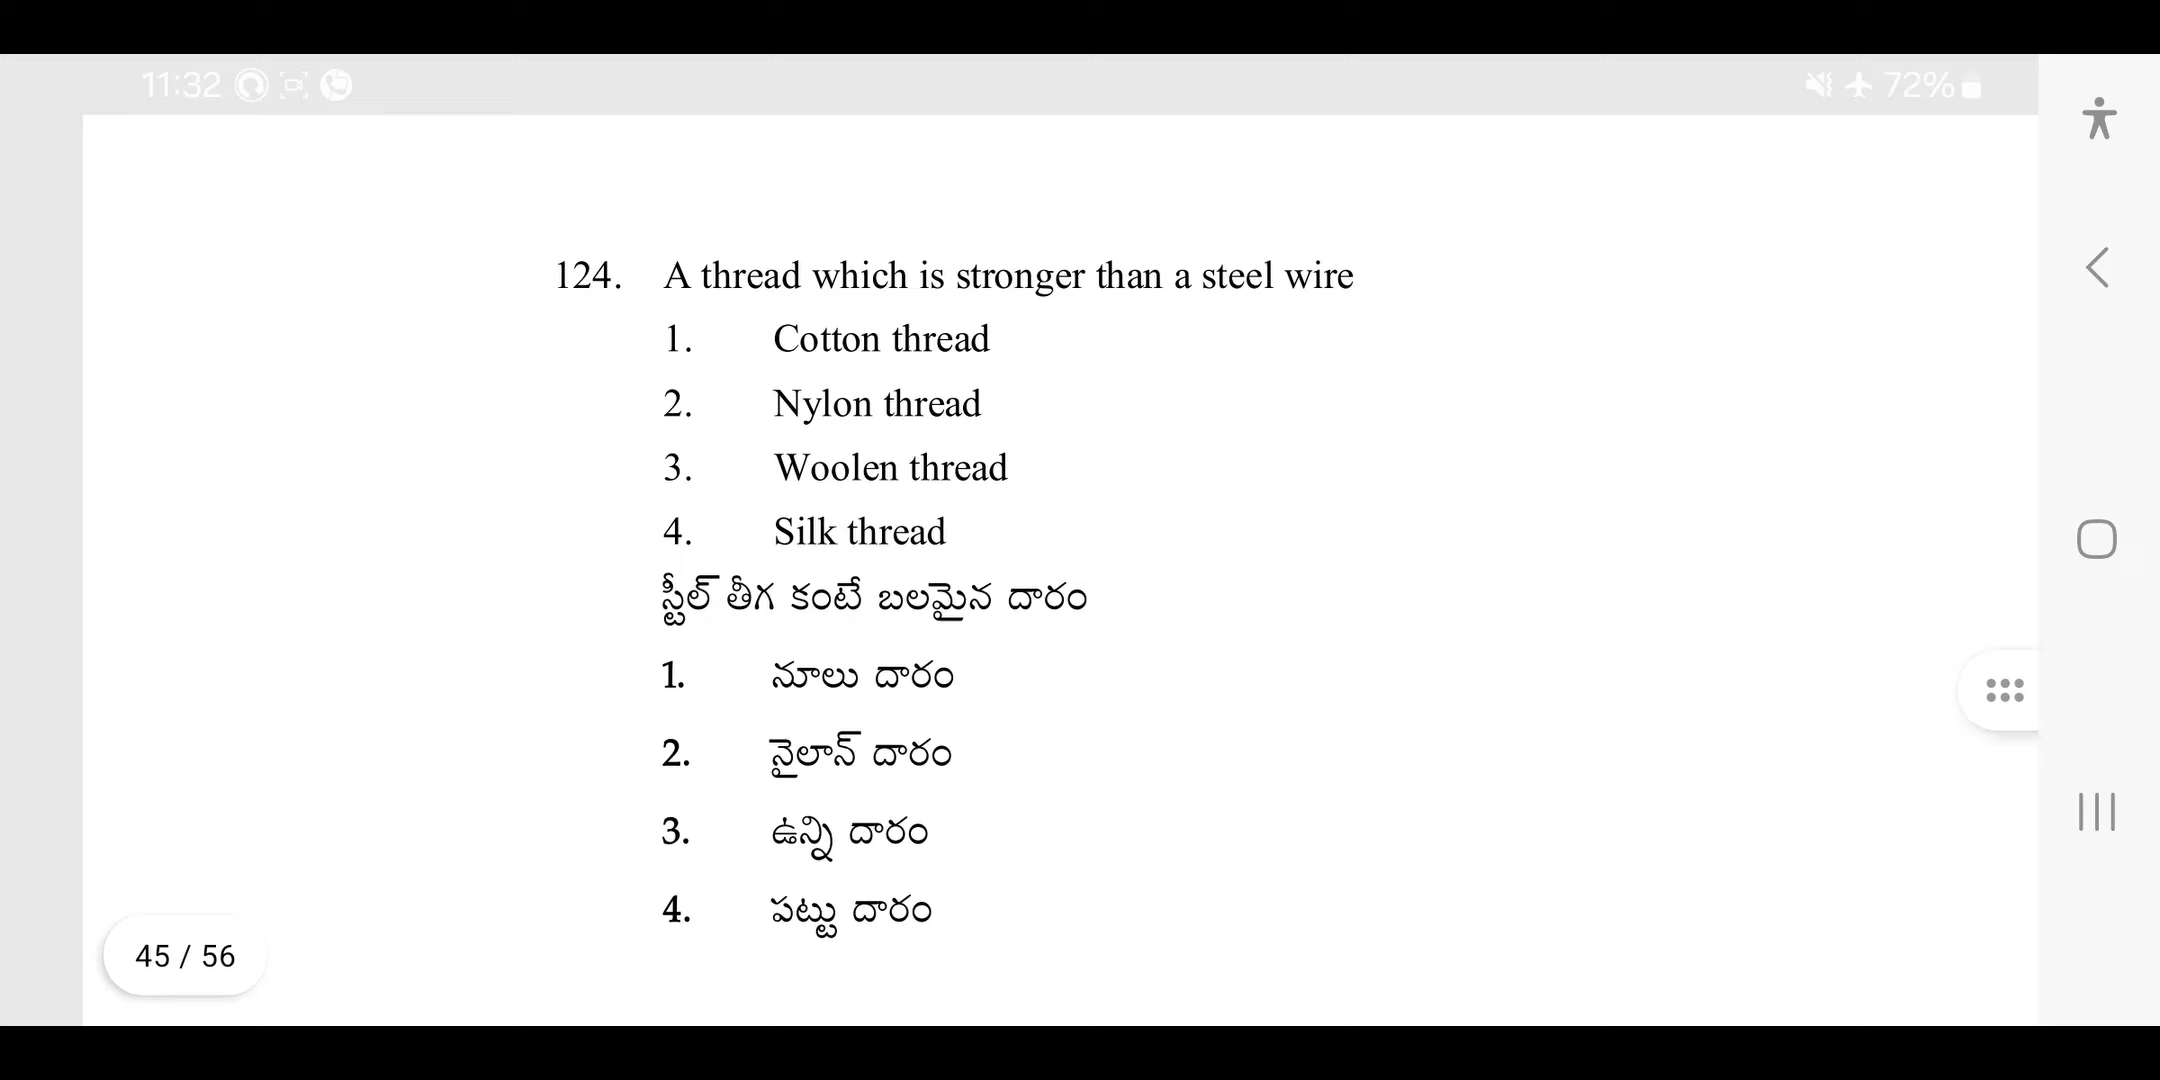 11:32 72%
124. A thread which is stronger than a steel wire
1. Cotton thread
2. Nylon thread
3. Woolen thread
4. Silk thread
స్టీల్ తీగ కంటే బలమైన దారం
1. నూలు దారం
2. నైలాన్ దారం
3. ఉన్ని దారం
4. పట్టు దారం
45 / 56